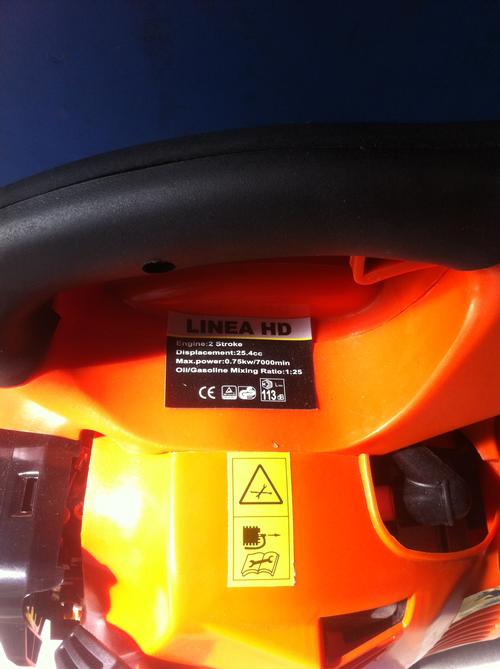 LINEA HD
Engine:2 Stroke
Displacement:25.4cc
Max.power:0.75kw/7000min
Oil/Gasoline Mixing Ratio:1:25
CE
113 dB